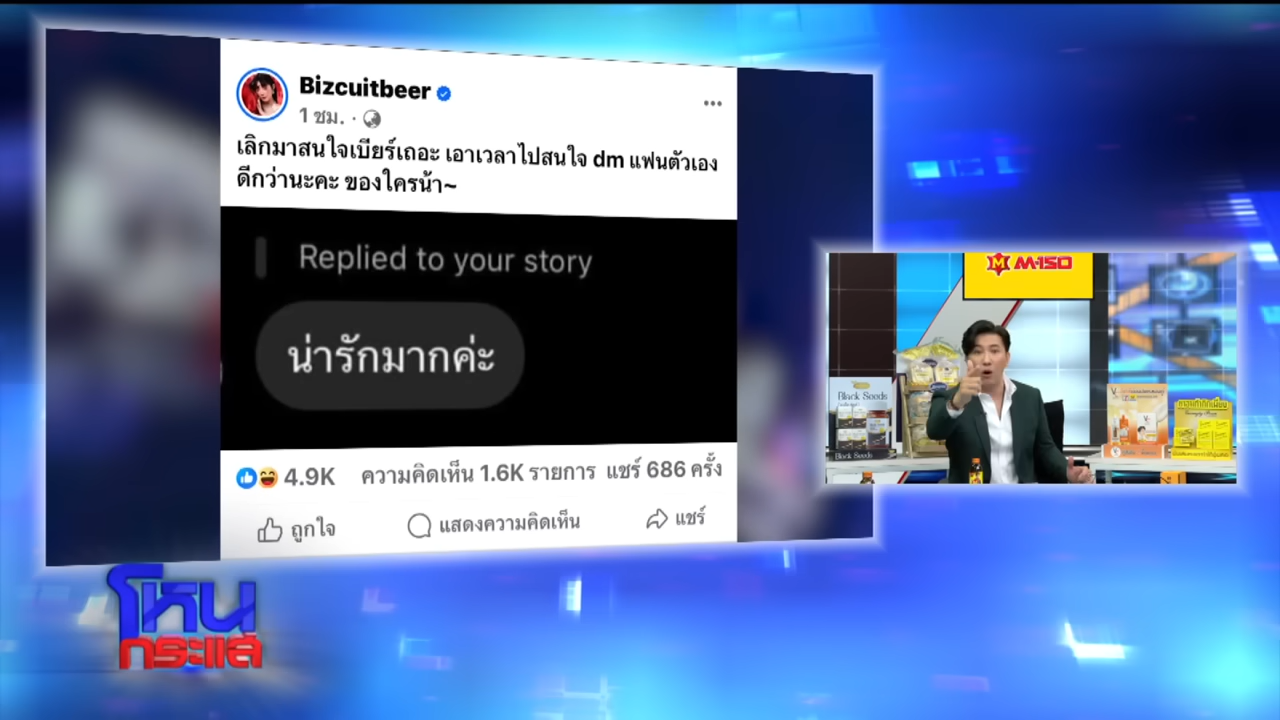 Bizcuitbeer
1 ชม. ·
เลิกมาสนใจเบียร์เถอะ เอาเวลาไปสนใจ dm แฟนตัวเอง
ดีกว่านะคะ ของใครน้า~
Replied to your story
น่ารักมากค่ะ
4.9K ความคิดเห็น 1.6K รายการ แชร์ 686 ครั้ง
ถูกใจ แสดงความคิดเห็น แชร์
M-150
Black Seeds
Black Seeds
โหน
กระแส